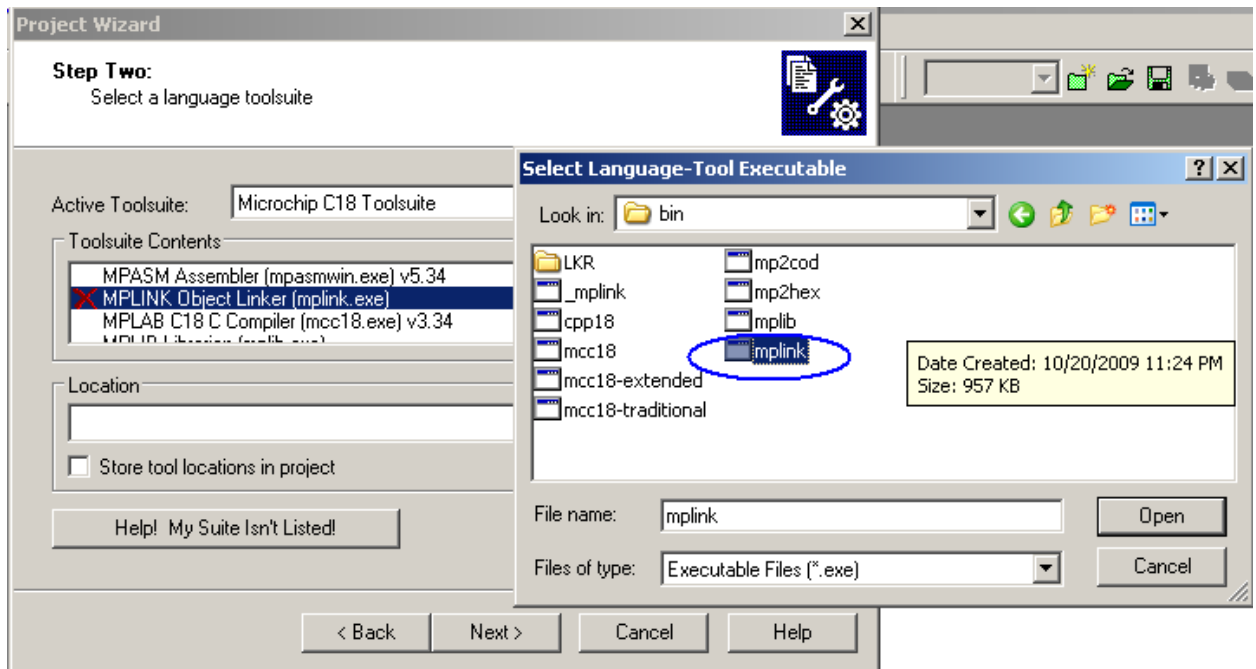 Project Wizard
Step Two:
Select a language toolsuite
Active Toolsuite: Microchip C18 Toolsuite
Toolsuite Contents
MPASM Assembler (mpasmwin.exe) v5.34
MPLINK Object Linker (mplink.exe)
MPLAB C18 C Compiler (mcc18.exe) v3.34
MPLIB Librarian (mplib.exe)
Location
Store tool locations in project
Help! My Suite Isn't Listed!
< Back Next > Cancel Help
Select Language-Tool Executable
Look in: bin
LKR mp2cod
_mplink mp2hex
cpp18 mplib
mcc18 mplink
mcc18-extended
mcc18-traditional
Date Created: 10/20/2009 11:24 PM
Size: 957 KB
File name: mplink Open
Files of type: Executable Files (*.exe) Cancel